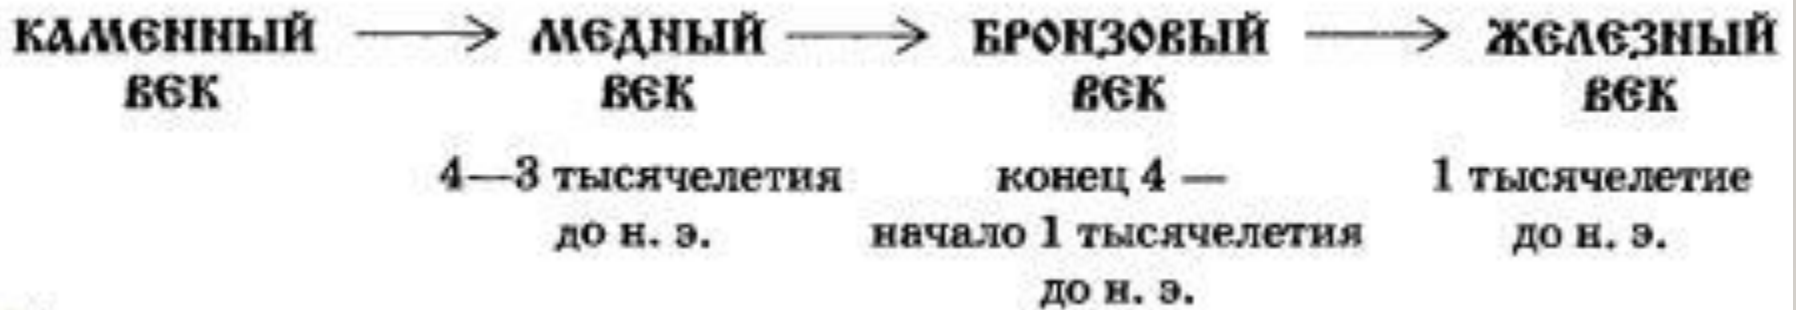 КАМЕННЫЙ → МЕДНЫЙ → БРОНЗОВЫЙ → ЖЕЛЕЗНЫЙ
ВЕК ВЕК ВЕК ВЕК
4—3 тысячелетия конец 4 — 1 тысячелетие
до н. э. начало 1 тысячелетия до н. э.
до н. э.